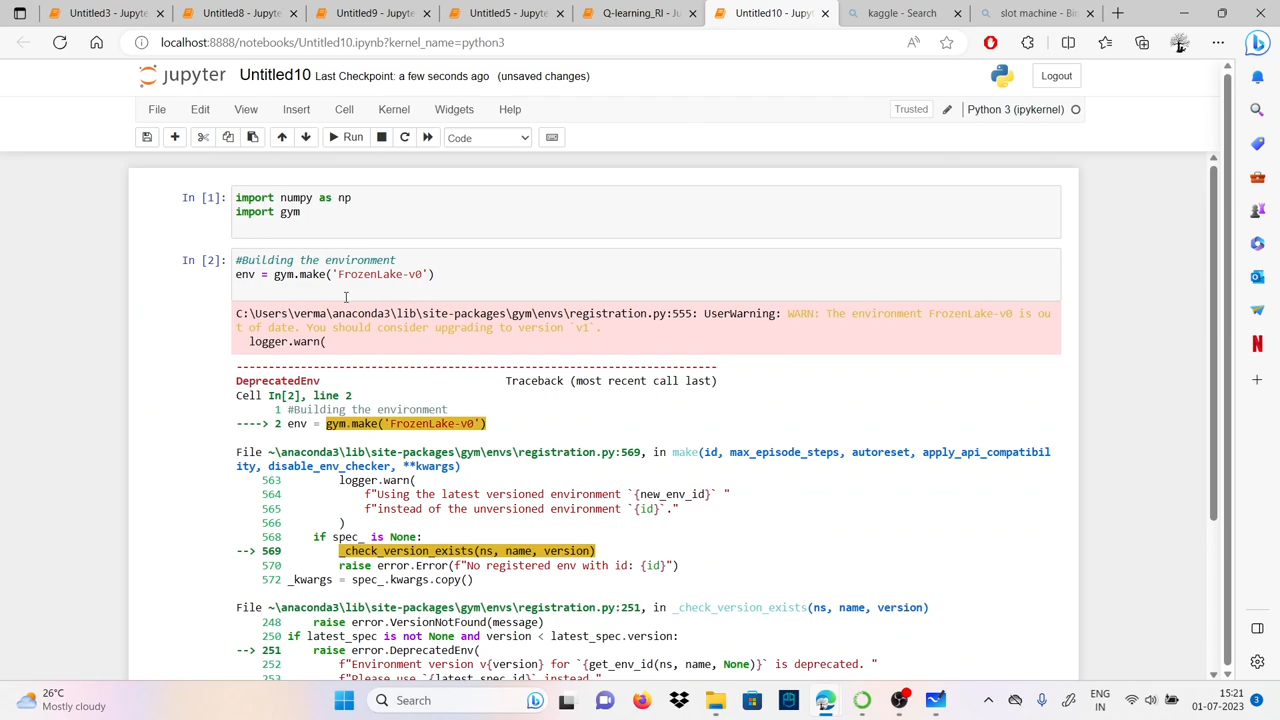 Untitled3 - Jupyt
Untitled8 - Jupyt
Untitled9 - Jupyt
Untitled5 - Jupyt
Q-learning_RI - Ju
Untitled10 - Jupyt
kaggle - Search
slot machine - Bin
localhost:8888/notebooks/Untitled10.ipynb?kernel_name=python3
jupyter Untitled10 Last Checkpoint: a few seconds ago (unsaved changes)
Logout
File Edit View Insert Cell Kernel Widgets Help
Trusted Python 3 (ipykernel)
Run Code
In [1]: import numpy as np
import gym
In [2]: #Building the environment
env = gym.make('FrozenLake-v0')
C:\Users\verma\anaconda3\lib\site-packages\gym\envs\registration.py:555: UserWarning: WARN: The environment FrozenLake-v0 is ou
t of date. You should consider upgrading to version `v1`.
logger.warn(
---------------------------------------------------------------------------
DeprecatedEnv Traceback (most recent call last)
Cell In[2], line 2
1 #Building the environment
----> 2 env = gym.make('FrozenLake-v0')
File ~\anaconda3\lib\site-packages\gym\envs\registration.py:569, in make(id, max_episode_steps, autoreset, apply_api_compatibil
ity, disable_env_checker, **kwargs)
563 logger.warn(
564 f"Using the latest versioned environment `{new_env_id}` "
565 f"instead of the unversioned environment `{id}`."
566 )
568 if spec_ is None:
--> 569 _check_version_exists(ns, name, version)
570 raise error.Error(f"No registered env with id: {id}")
572 _kwargs = spec_.kwargs.copy()
File ~\anaconda3\lib\site-packages\gym\envs\registration.py:251, in _check_version_exists(ns, name, version)
248 raise error.VersionNotFound(message)
250 if latest_spec is not None and version < latest_spec.version:
--> 251 raise error.DeprecatedEnv(
252 f"Environment version v{version} for `{get_env_id(ns, name, None)}` is deprecated. "
253 f"Please use `{latest_spec.id}` instead."
26°C
Mostly cloudy
Search
ENG
IN
15:21
01-07-2023
3